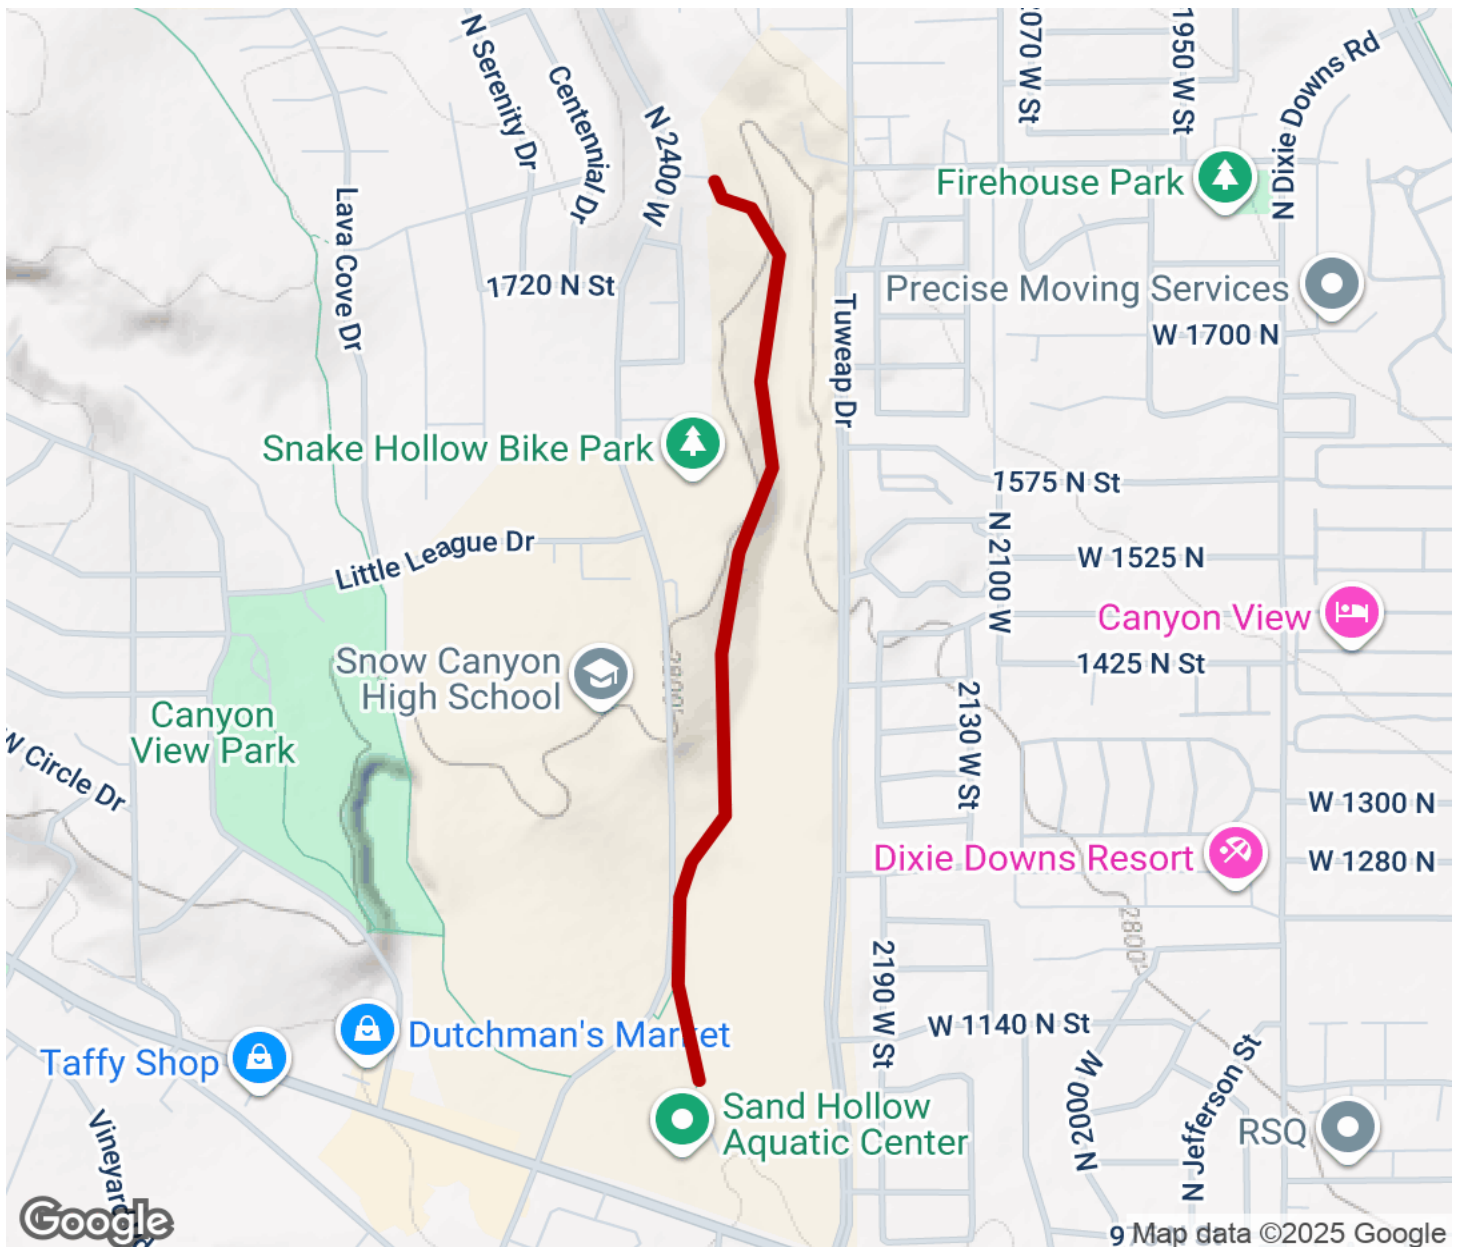 N Serenity Dr
Centennial Dr
N 2400 W
1950 W St
N Dixie Downs Rd
Firehouse Park
Lava Cove Dr
1720 N St
Tuweap Dr
Precise Moving Services
W 1700 N
Snake Hollow Bike Park
1575 N St
N 2100 W
W 1525 N
Little League Dr
Canyon View
Snow Canyon
High School
1425 N St
2130 W St
Canyon
View Park
W Circle Dr
W 1300 N
Dixie Downs Resort
W 1280 N
2800'
2190 W St
W 1140 N St
Dutchman's Market
Taffy Shop
N 2000 W
N Jefferson St
Sand Hollow
Aquatic Center
RSQ
Vineyard
Google
Map data ©2025 Google